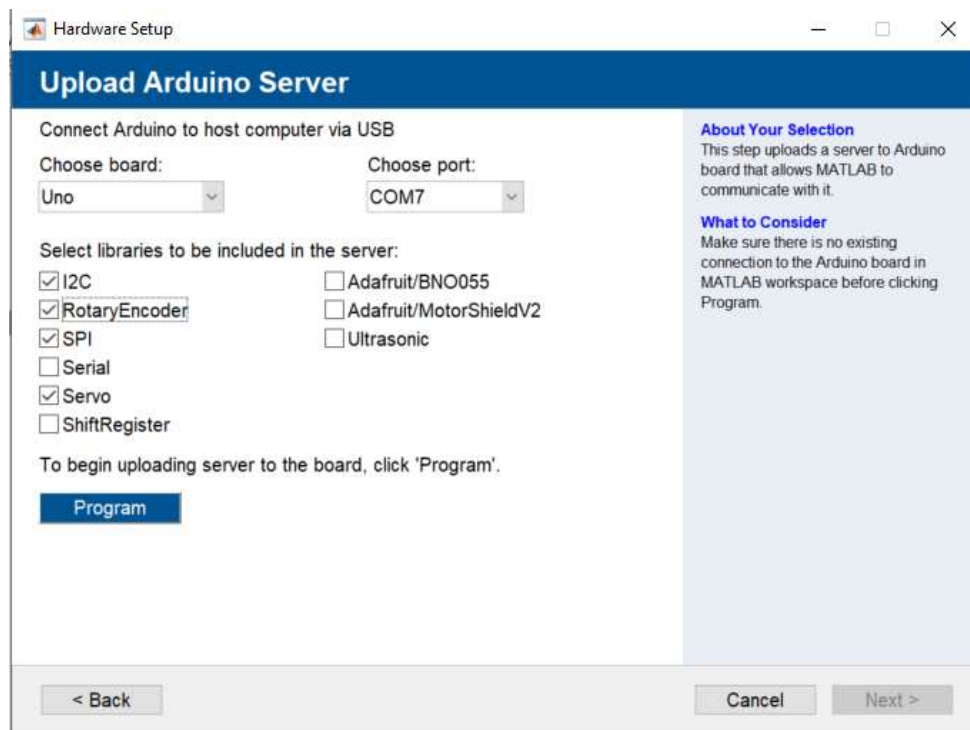 Hardware Setup
Upload Arduino Server
Connect Arduino to host computer via USB
Choose board:
Choose port:
Uno
COM7
Select libraries to be included in the server:
I2C
RotaryEncoder
SPI
Serial
Servo
ShiftRegister
Adafruit/BNO055
Adafruit/MotorShieldV2
Ultrasonic
To begin uploading server to the board, click 'Program'.
Program
About Your Selection
This step uploads a server to Arduino
board that allows MATLAB to
communicate with it.
What to Consider
Make sure there is no existing
connection to the Arduino board in
MATLAB workspace before clicking
Program.
< Back
Cancel
Next >